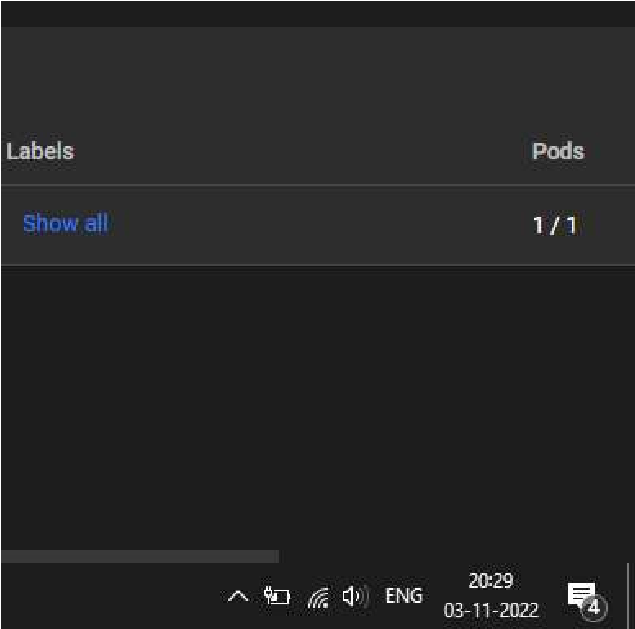 Labels Pods
Show all 1 / 1
ENG
20:29
03-11-2022
4